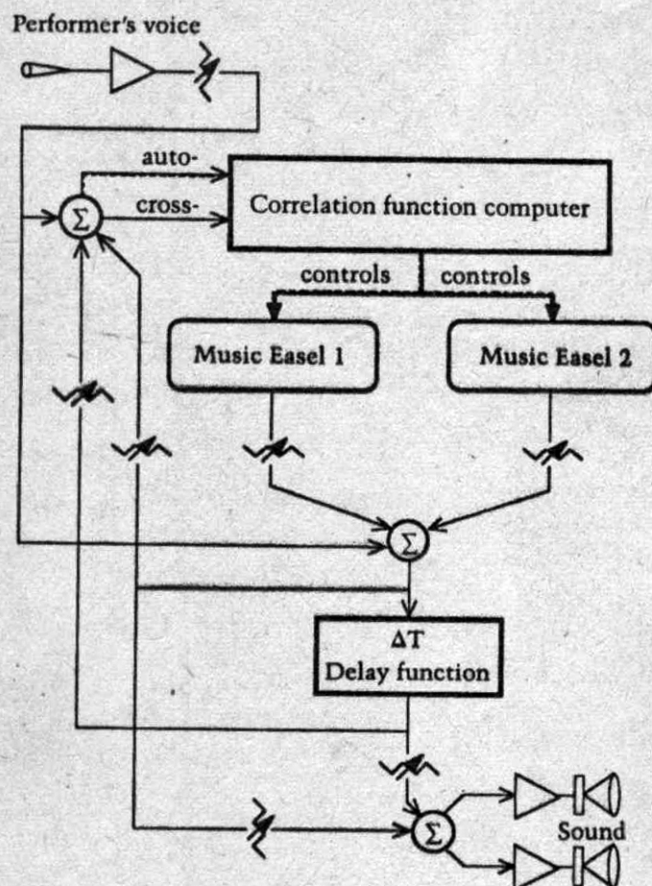 Performer's voice
auto-
cross-
Σ
Correlation function computer
controls controls
Music Easel 1
Music Easel 2
Σ
ΔT
Delay function
Σ
Sound